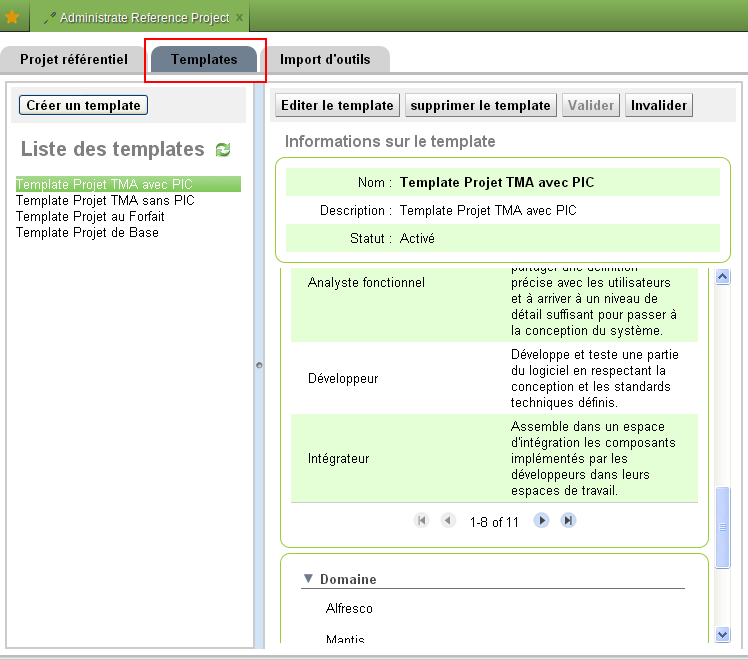 Administrate Reference Project x
Projet référentiel
Templates
Import d'outils
Créer un template
Liste des templates
Template Projet TMA avec PIC
Template Projet TMA sans PIC
Template Projet au Forfait
Template Projet de Base
Editer le template
supprimer le template
Valider
Invalider
Informations sur le template
Nom : Template Projet TMA avec PIC
Description : Template Projet TMA avec PIC
Statut : Activé
Analyste fonctionnel
partager une définition
précise avec les utilisateurs
et à arriver à un niveau de
détail suffisant pour passer à
la conception du système.
Développeur
Développe et teste une partie
du logiciel en respectant la
conception et les standards
techniques définis.
Intégrateur
Assemble dans un espace
d'intégration les composants
implémentés par les
développeurs dans leurs
espaces de travail.
1-8 of 11
Domaine
Alfresco
Mantis